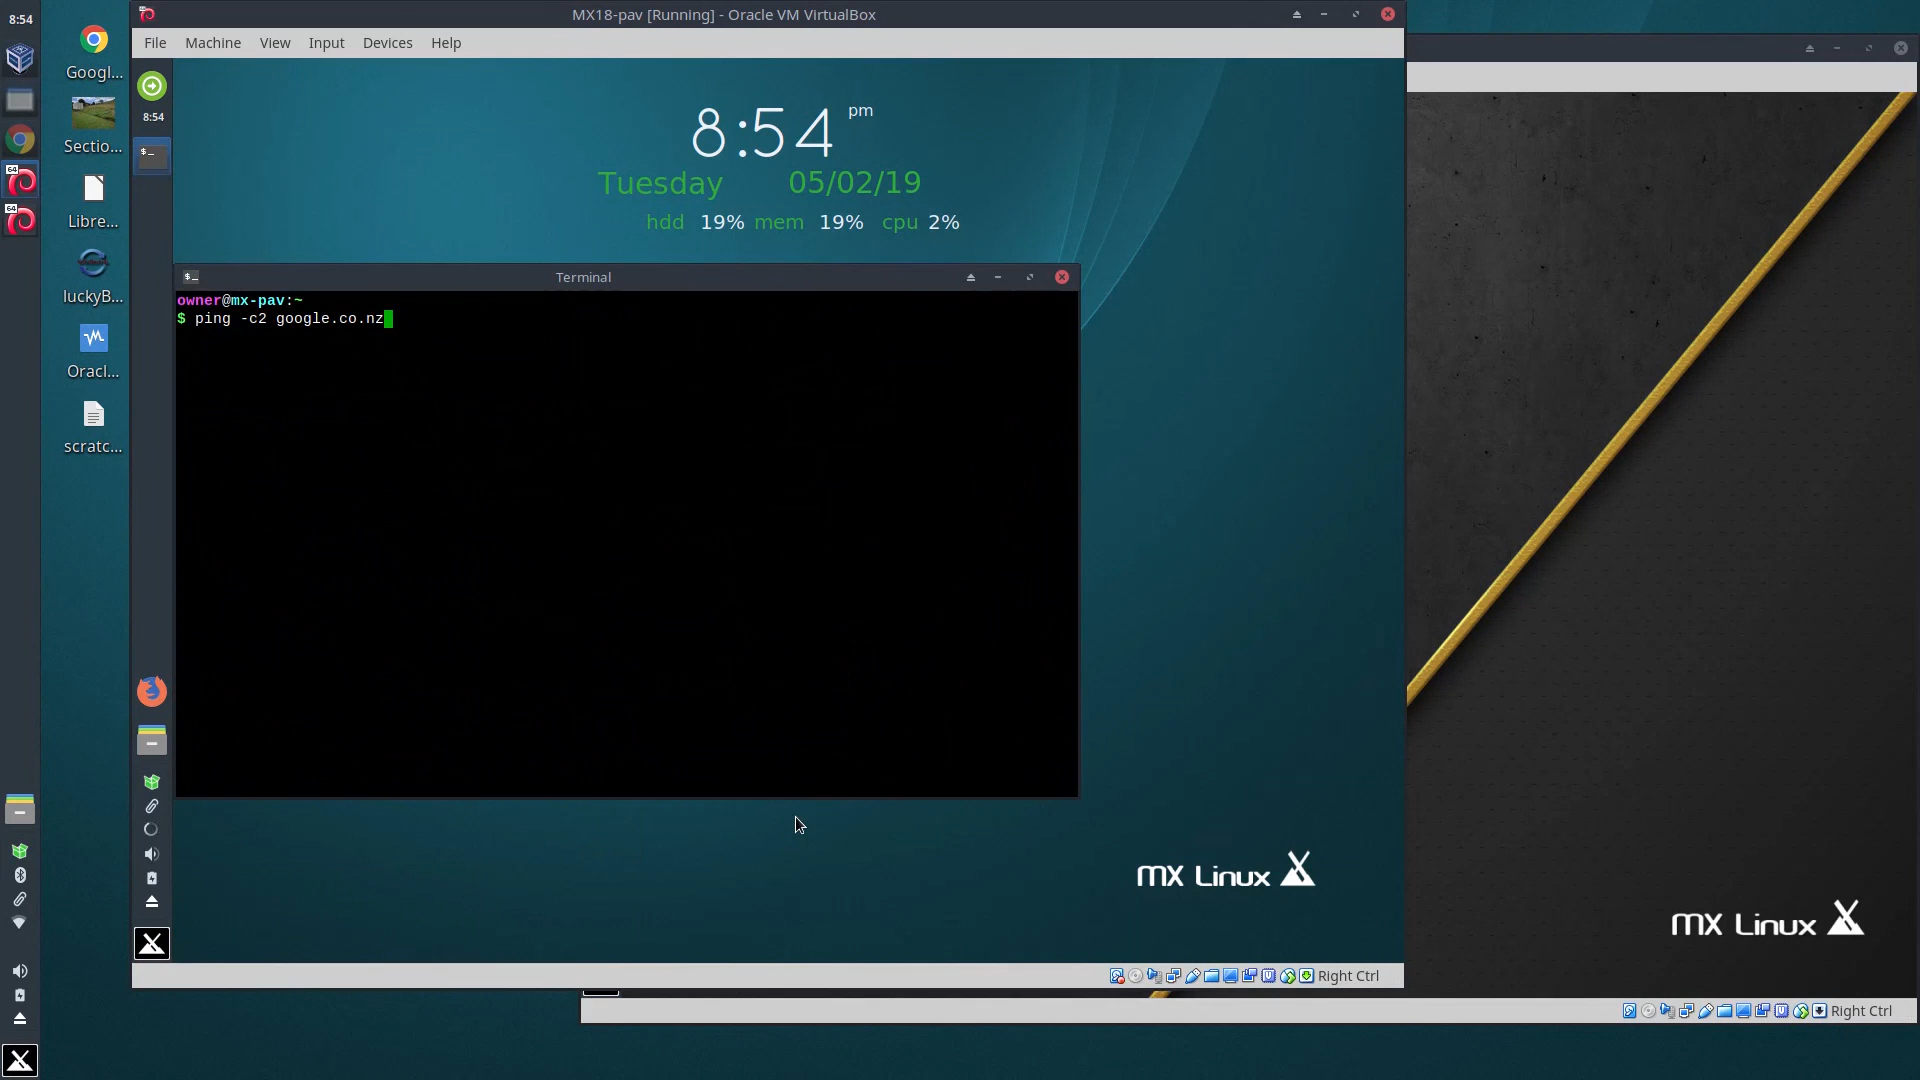 8:54
Googl...
Sectio...
64
Libre...
64
luckyB...
Oracl...
scratc...
MX18-pav [Running] - Oracle VM VirtualBox
File Machine View Input Devices Help
8:54
$_
8:54 pm
Tuesday 05/02/19
hdd 19% mem 19% cpu 2%
$_ Terminal
owner@mx-pav:~
$ ping -c2 google.co.nz
MX Linux
Right Ctrl
MX Linux
Right Ctrl